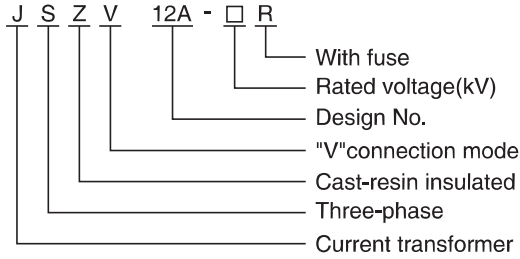 J S Z V 12A - □ R
With fuse
Rated voltage(kV)
Design No.
"V"connection mode
Cast-resin insulated
Three-phase
Current transformer